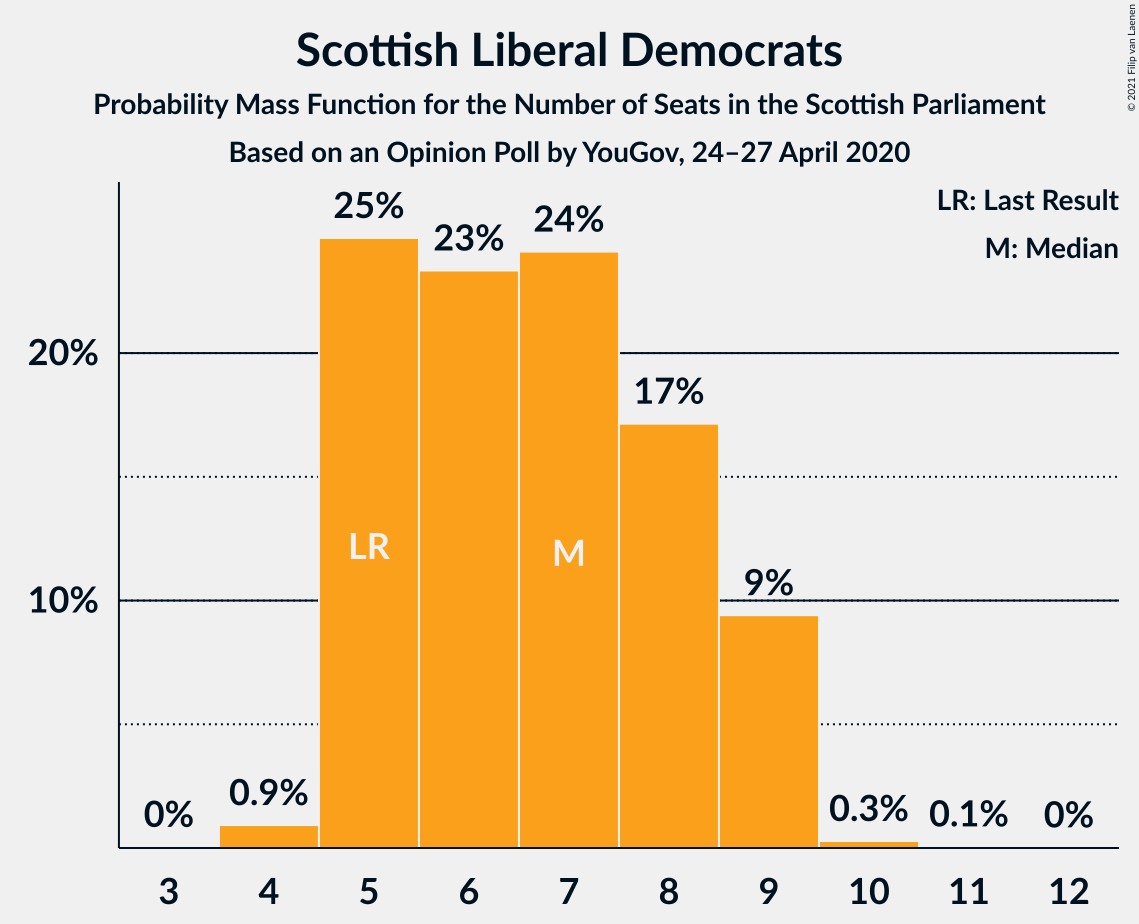 Scottish Liberal Democrats
Probability Mass Function for the Number of Seats in the Scottish Parliament
Based on an Opinion Poll by YouGov, 24–27 April 2020
© 2021 Filip van Laenen
LR: Last Result
M: Median
25%
23%
24%
20%
17%
LR
M
9%
10%
0%
0.9%
0.3%
0.1%
0%
3
4
5
6
7
8
9
10
11
12